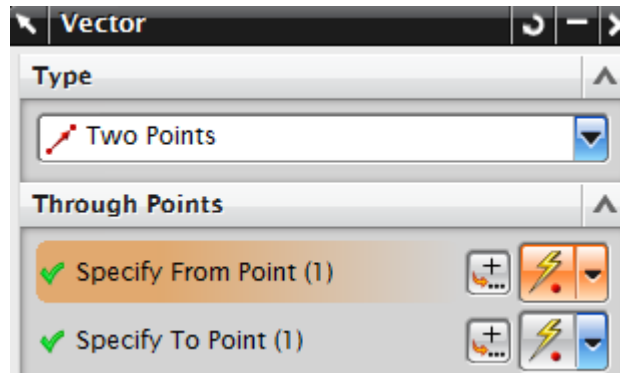 Vector
Type
Two Points
Through Points
Specify From Point (1)
Specify To Point (1)